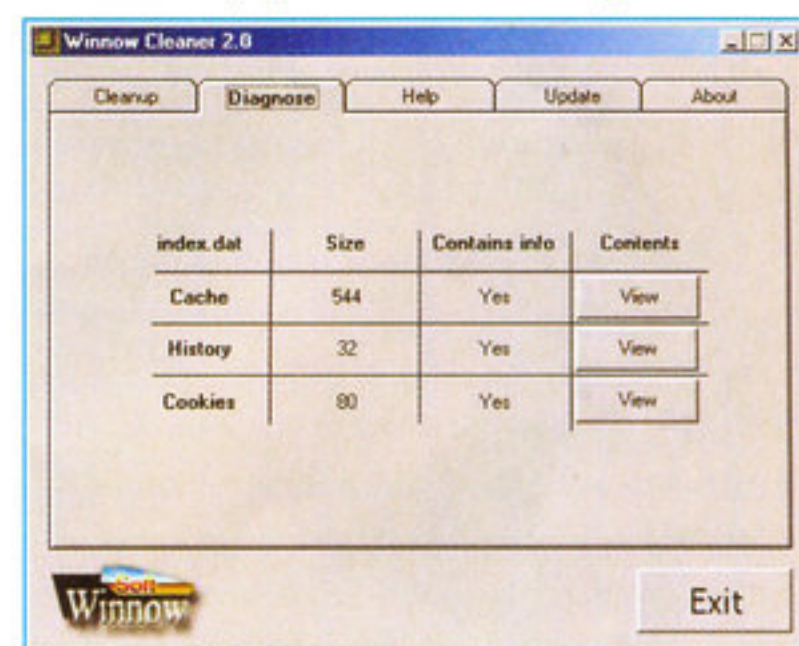 Winnow Cleaner 2.0
Cleanup Diagnose Help Update About
index.dat Size Contains info Contents
Cache 544 Yes View
History 32 Yes View
Cookies 80 Yes View
Soft
Winnow
Exit